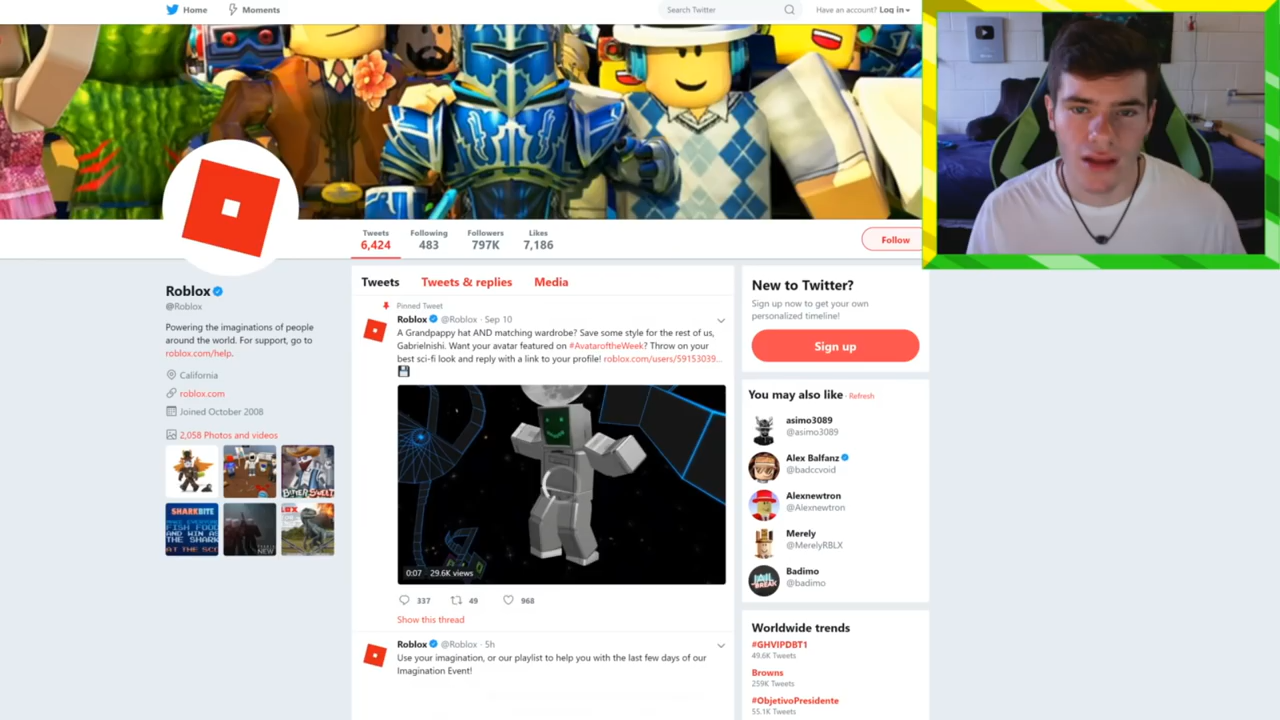 Home
Moments
Search Twitter
Have an account? Log in
Tweets
6,424
Following
483
Followers
797K
Likes
7,186
Follow
Roblox
@Roblox
Powering the imaginations of people
around the world. For support, go to
roblox.com/help.
California
roblox.com
Joined October 2008
2,058 Photos and videos
BITTERSWEET
SHARKBITE
Tweets
Tweets & replies
Media
Pinned Tweet
Roblox @Roblox · Sep 10
A Grandpappy hat AND matching wardrobe? Save some style for the rest of us,
Gabrielnishi. Want your avatar featured on #AvataroftheWeek? Throw on your
best sci-fi look and reply with a link to your profile! roblox.com/users/59153039...
0:07 29.6K views
337
49
968
Show this thread
Roblox @Roblox · 5h
Use your imagination, or our playlist to help you with the last few days of our
Imagination Event!
New to Twitter?
Sign up now to get your own
personalized timeline!
Sign up
You may also like · Refresh
asimo3089
@asimo3089
Alex Balfanz
@badccvoid
Alexnewtron
@Alexnewtron
Merely
@MerelyRBLX
Badimo
@badimo
JAIL
BREAK
Worldwide trends
#GHVIPDBT1
49.6K Tweets
Browns
259K Tweets
#ObjetivoPresidente
55.1K Tweets